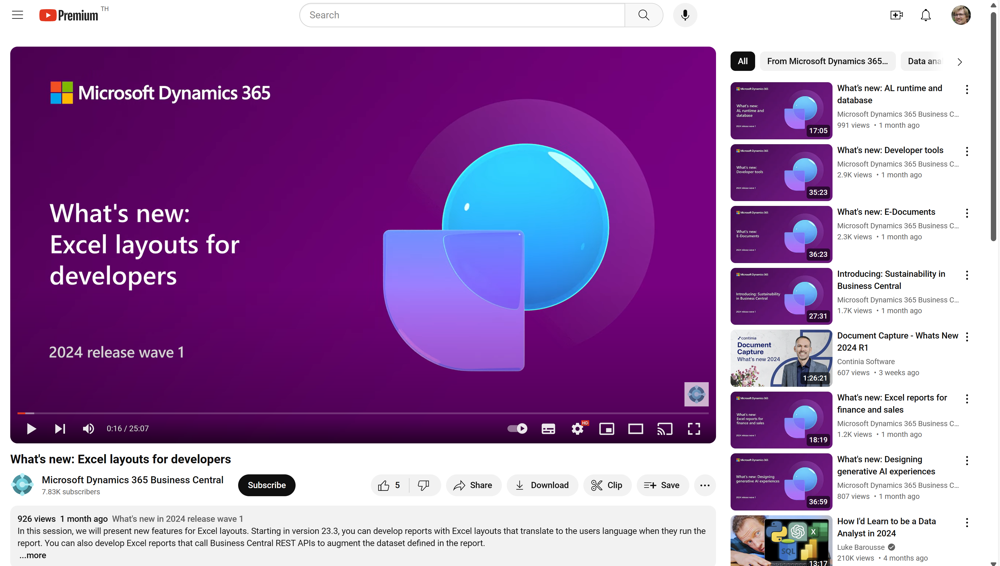 Premium TH
Search
Microsoft Dynamics 365
What's new:
Excel layouts for
developers
2024 release wave 1
0:16 / 25:07
HD
What's new: Excel layouts for developers
Microsoft Dynamics 365 Business Central
7.83K subscribers
Subscribe
5
Share
Download
Clip
Save
926 views 1 month ago What's new in 2024 release wave 1
In this session, we will present new features for Excel layouts. Starting in version 23.3, you can develop reports with Excel layouts that translate to the users language when they run the
report. You can also develop Excel reports that call Business Central REST APIs to augment the dataset defined in the report.
...more
All
From Microsoft Dynamics 365...
Data ana
Microsoft Dynamics 365
What's new:
AL runtime and
database
2024 release wave 1
17:05
What's new: AL runtime and
database
Microsoft Dynamics 365 Business C...
991 views • 1 month ago
Microsoft Dynamics 365
What's new:
Developer tools
2024 release wave 1
35:23
What's new: Developer tools
Microsoft Dynamics 365 Business C...
2.9K views • 1 month ago
Microsoft Dynamics 365
What's new:
E-Documents
2024 release wave 1
36:23
What's new: E-Documents
Microsoft Dynamics 365 Business C...
2.3K views • 1 month ago
Microsoft Dynamics 365
Introducing: Sustainability
in Business Central
2024 release wave 1
27:31
Introducing: Sustainability in
Business Central
Microsoft Dynamics 365 Business C...
1.7K views • 1 month ago
continia
Document
Capture
What's new 2024
1:26:21
Document Capture - Whats New
2024 R1
Continia Software
607 views • 3 weeks ago
Microsoft Dynamics 365
What's new:
Excel reports for
finance and sales
2024 release wave 1
18:19
What's new: Excel reports for
finance and sales
Microsoft Dynamics 365 Business C...
1.2K views • 1 month ago
Microsoft Dynamics 365
What's new: Designing
generative AI experiences
2024 release wave 1
36:59
What's new: Designing
generative AI experiences
Microsoft Dynamics 365 Business C...
807 views • 1 month ago
X
SQL
13:17
How I'd Learn to be a Data
Analyst in 2024
Luke Barousse
210K views • 4 months ago